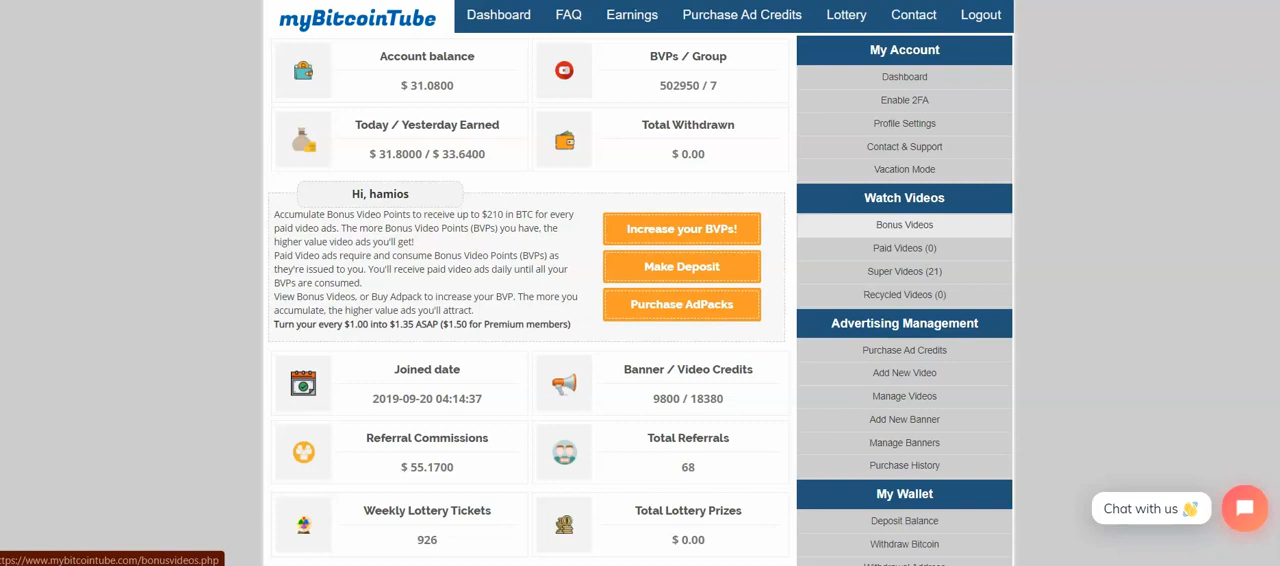 myBitcoinTube
Dashboard FAQ Earnings Purchase Ad Credits Lottery Contact Logout
Account balance
$ 31.0800
BVPs / Group
502950 / 7
Today / Yesterday Earned
$ 31.8000 / $ 33.6400
Total Withdrawn
$ 0.00
Hi, hamios
Accumulate Bonus Video Points to receive up to $210 in BTC for every
paid video ads. The more Bonus Video Points (BVPs) you have, the
higher value video ads you'll get!
Paid Video ads require and consume Bonus Video Points (BVPs) as
they're issued to you. You'll receive paid video ads daily until all your
BVPs are consumed.
View Bonus Videos, or Buy Adpack to increase your BVP. The more you
accumulate, the higher value ads you'll attract.
Turn your every $1.00 into $1.35 ASAP ($1.50 for Premium members)
Increase your BVPs!
Make Deposit
Purchase AdPacks
Joined date
2019-09-20 04:14:37
Banner / Video Credits
9800 / 18380
Referral Commissions
$ 55.1700
Total Referrals
68
Weekly Lottery Tickets
926
Total Lottery Prizes
$ 0.00
My Account
Dashboard
Enable 2FA
Profile Settings
Contact & Support
Vacation Mode
Watch Videos
Bonus Videos
Paid Videos (0)
Super Videos (21)
Recycled Videos (0)
Advertising Management
Purchase Ad Credits
Add New Video
Manage Videos
Add New Banner
Manage Banners
Purchase History
My Wallet
Deposit Balance
Withdraw Bitcoin
Withdrawal Address
Chat with us 👋
ttps://www.mybitcointube.com/bonusvideos.php